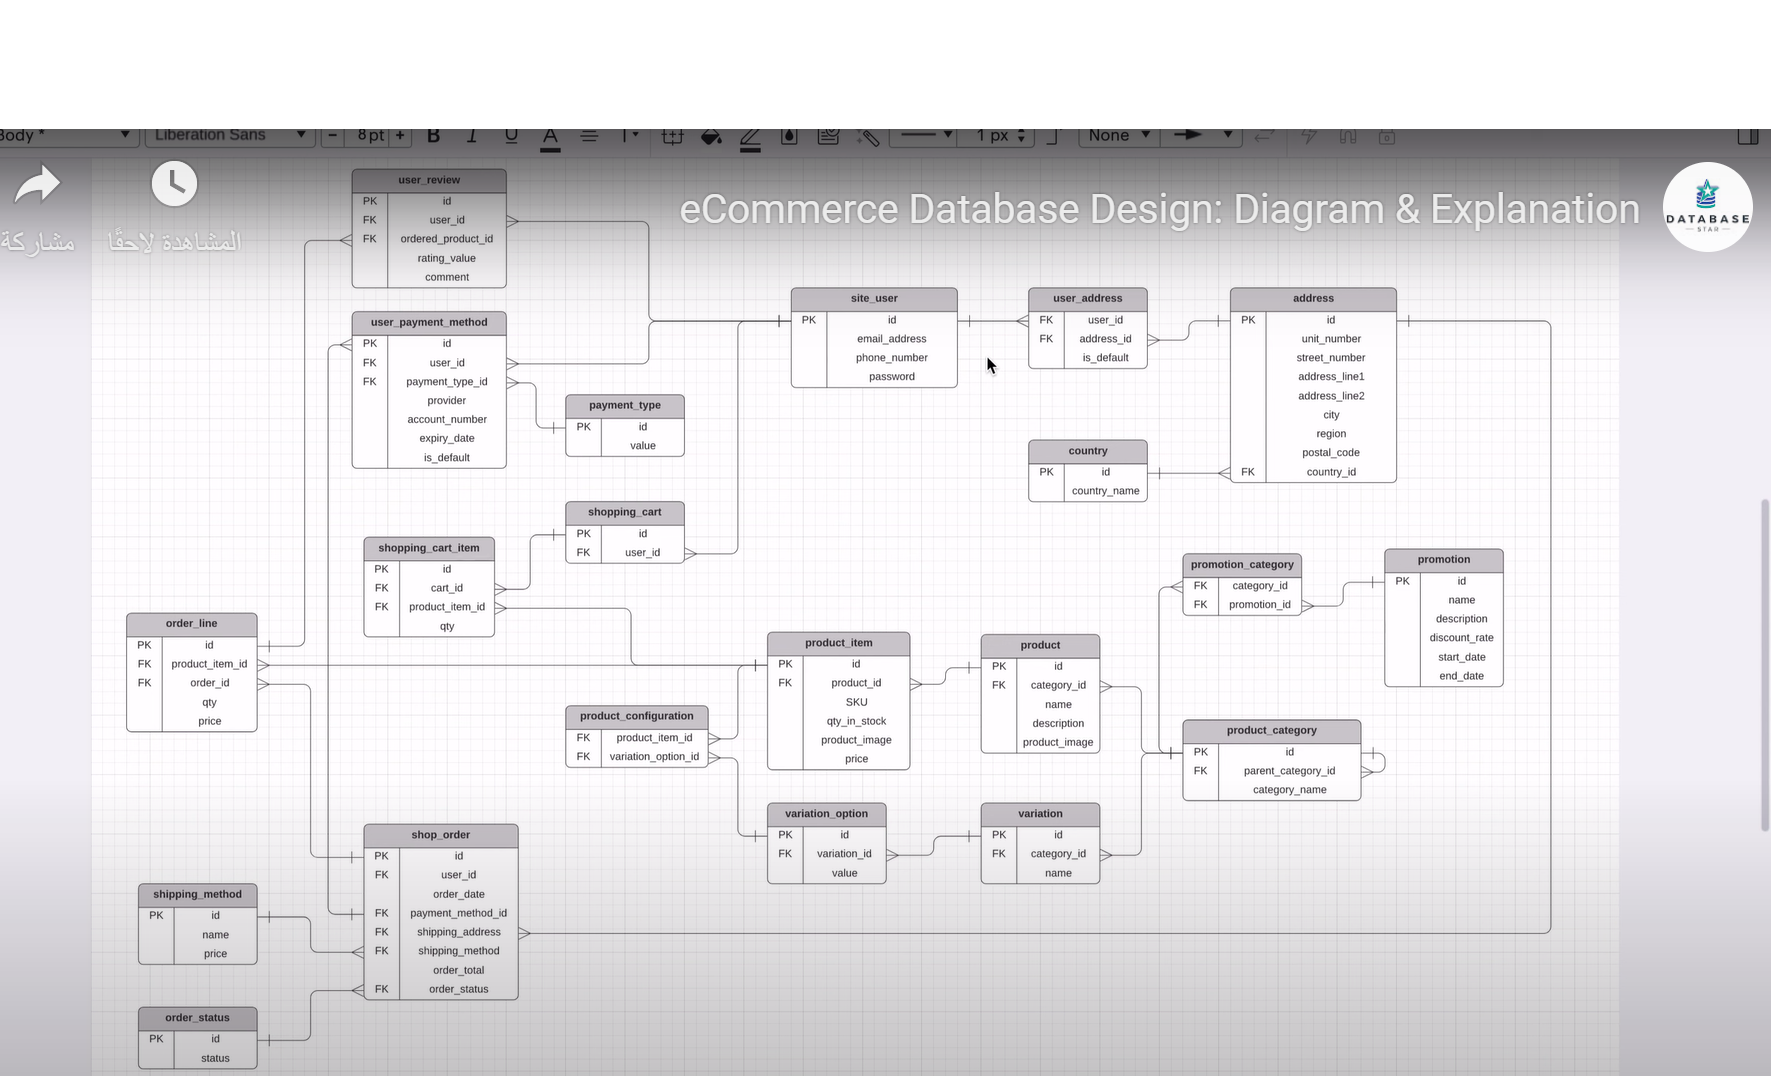 Body *
Liberation Sans
− 8pt +
B I U A T
1 px
None
مشاركة
المشاهدة لاحقًا
eCommerce Database Design: Diagram & Explanation
DATABASE
STAR
user_review
PK id
FK user_id
FK ordered_product_id
rating_value
comment
user_payment_method
PK id
FK user_id
FK payment_type_id
provider
account_number
expiry_date
is_default
payment_type
PK id
value
site_user
PK id
email_address
phone_number
password
user_address
FK user_id
FK address_id
is_default
address
PK id
unit_number
street_number
address_line1
address_line2
city
region
postal_code
FK country_id
country
PK id
country_name
shopping_cart
PK id
FK user_id
shopping_cart_item
PK id
FK cart_id
FK product_item_id
qty
promotion_category
FK category_id
FK promotion_id
promotion
PK id
name
description
discount_rate
start_date
end_date
order_line
PK id
FK product_item_id
FK order_id
qty
price
product_item
PK id
FK product_id
SKU
qty_in_stock
product_image
price
product
PK id
FK category_id
name
description
product_image
product_configuration
FK product_item_id
FK variation_option_id
product_category
PK id
FK parent_category_id
category_name
variation_option
PK id
FK variation_id
value
variation
PK id
FK category_id
name
shop_order
PK id
FK user_id
order_date
FK payment_method_id
FK shipping_address
FK shipping_method
order_total
FK order_status
shipping_method
PK id
name
price
order_status
PK id
status